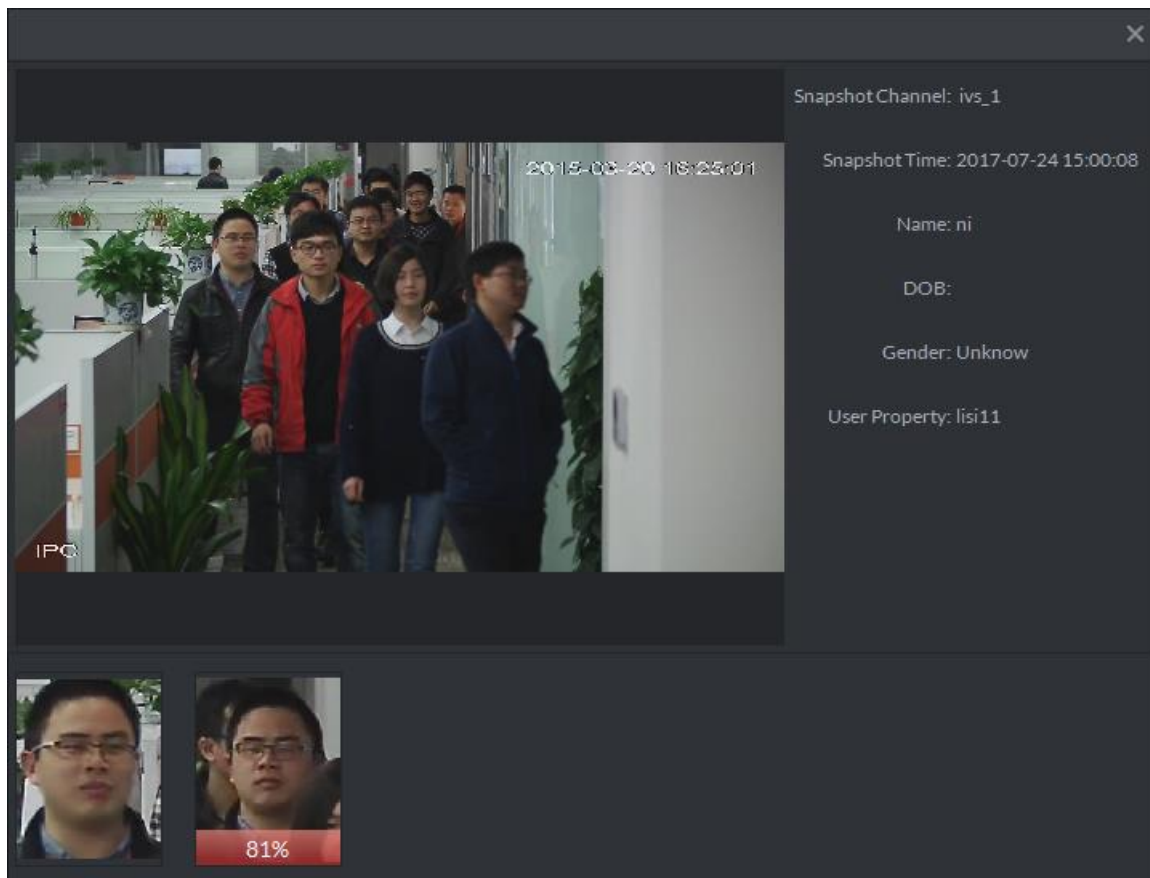 Snapshot Channel: ivs_1
2015-03-20 16:25:01
Snapshot Time: 2017-07-24 15:00:08
Name: ni
DOB:
Gender: Unknow
User Property: lisi11
IPC
81%